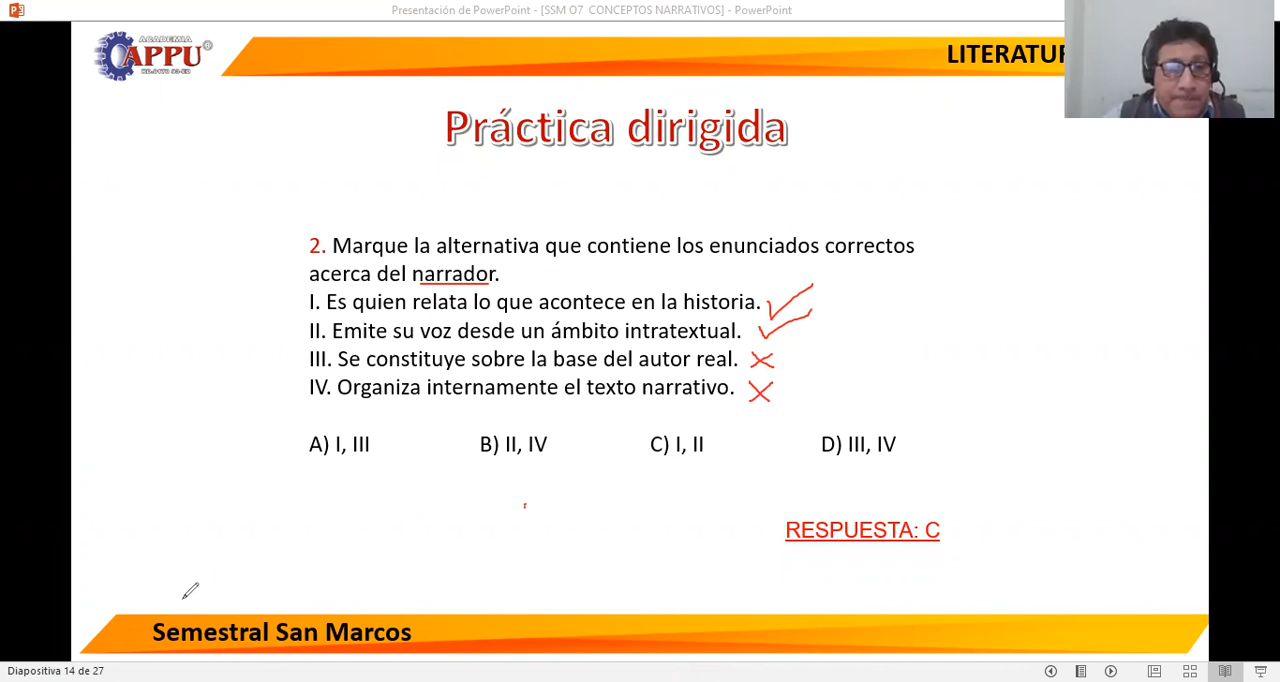 Presentación de PowerPoint - [SSM O7 CONCEPTOS NARRATIVOS] - PowerPoint
ACADEMIA
APPU
LITERATUR
Práctica dirigida
2. Marque la alternativa que contiene los enunciados correctos
acerca del narrador.
I. Es quien relata lo que acontece en la historia.
II. Emite su voz desde un ámbito intratextual.
III. Se constituye sobre la base del autor real.
IV. Organiza internamente el texto narrativo.
A) I, III B) II, IV C) I, II D) III, IV
RESPUESTA: C
Semestral San Marcos
Diapositiva 14 de 27